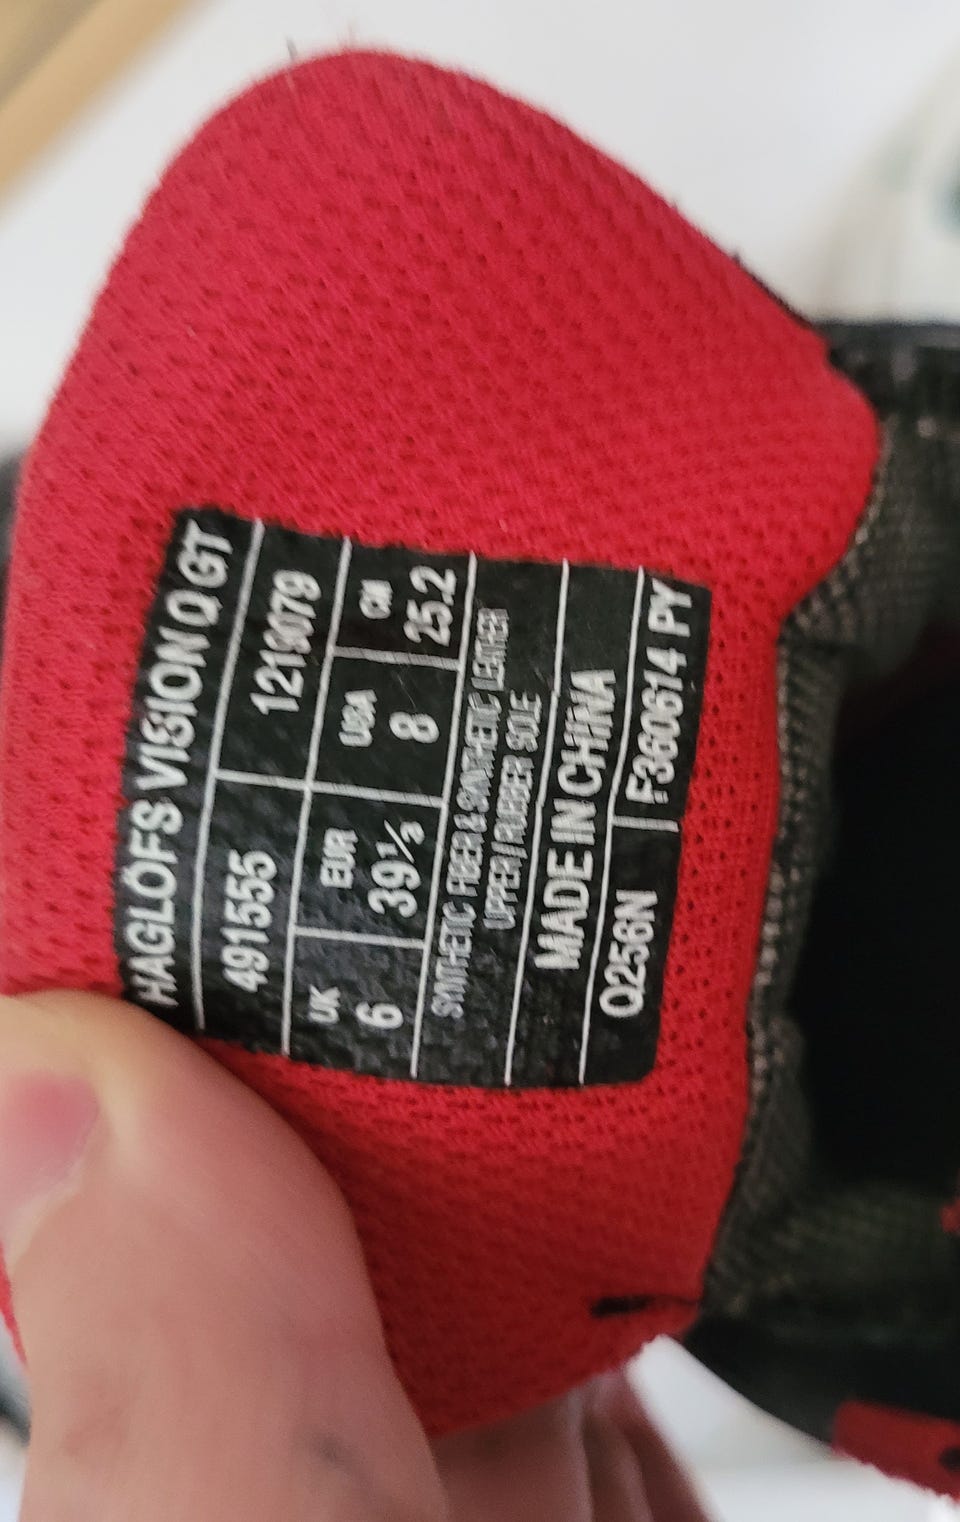 HAGLÖFS VISION Q GT
491555 1219079
UK EUR USA CM
6 39⅓ 8 25.2
SYNTHETIC FIBER & SYNTHETIC LEATHER
UPPER/RUBBER SOLE
MADE IN CHINA
Q256N F360614 PY